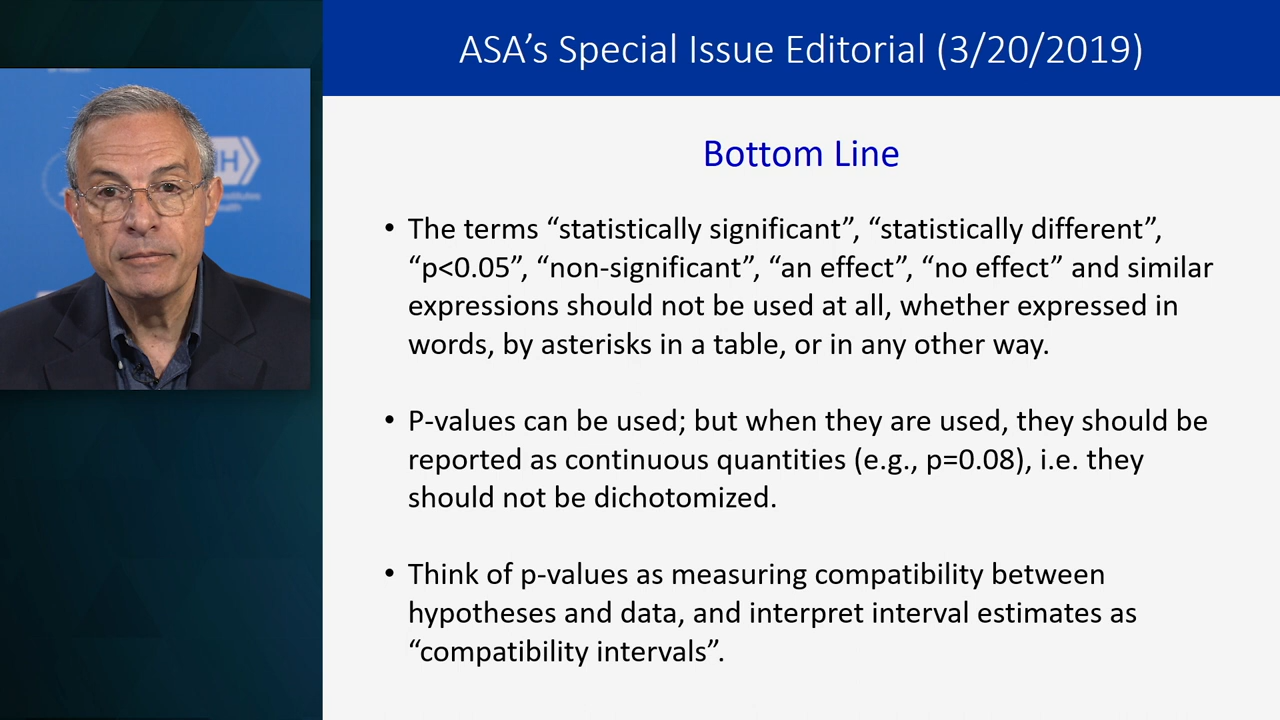 ASA’s Special Issue Editorial (3/20/2019)
Bottom Line
• The terms “statistically significant”, “statistically different”,
“p<0.05”, “non-significant”, “an effect”, “no effect” and similar
expressions should not be used at all, whether expressed in
words, by asterisks in a table, or in any other way.
• P-values can be used; but when they are used, they should be
reported as continuous quantities (e.g., p=0.08), i.e. they
should not be dichotomized.
• Think of p-values as measuring compatibility between
hypotheses and data, and interpret interval estimates as
“compatibility intervals”.